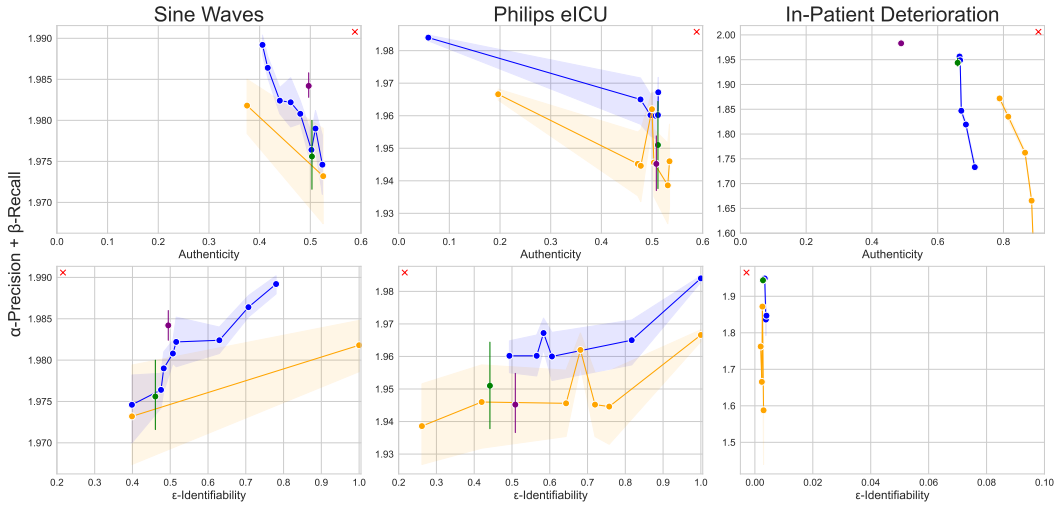 Sine Waves
Philips eICU
In-Patient Deterioration
α-Precision + β-Recall
1.990
1.985
1.980
1.975
1.970
0.0 0.1 0.2 0.3 0.4 0.5 0.6
Authenticity
1.98
1.97
1.96
1.95
1.94
1.93
0.0 0.1 0.2 0.3 0.4 0.5 0.6
Authenticity
2.00
1.95
1.90
1.85
1.80
1.75
1.70
1.65
1.60
0.0 0.2 0.4 0.6 0.8
Authenticity
1.990
1.985
1.980
1.975
1.970
0.2 0.3 0.4 0.5 0.6 0.7 0.8 0.9 1.0
ε-Identifiability
1.98
1.97
1.96
1.95
1.94
1.93
0.2 0.3 0.4 0.5 0.6 0.7 0.8 0.9 1.0
ε-Identifiability
1.9
1.8
1.7
1.6
1.5
0.00 0.02 0.04 0.06 0.08 0.10
ε-Identifiability